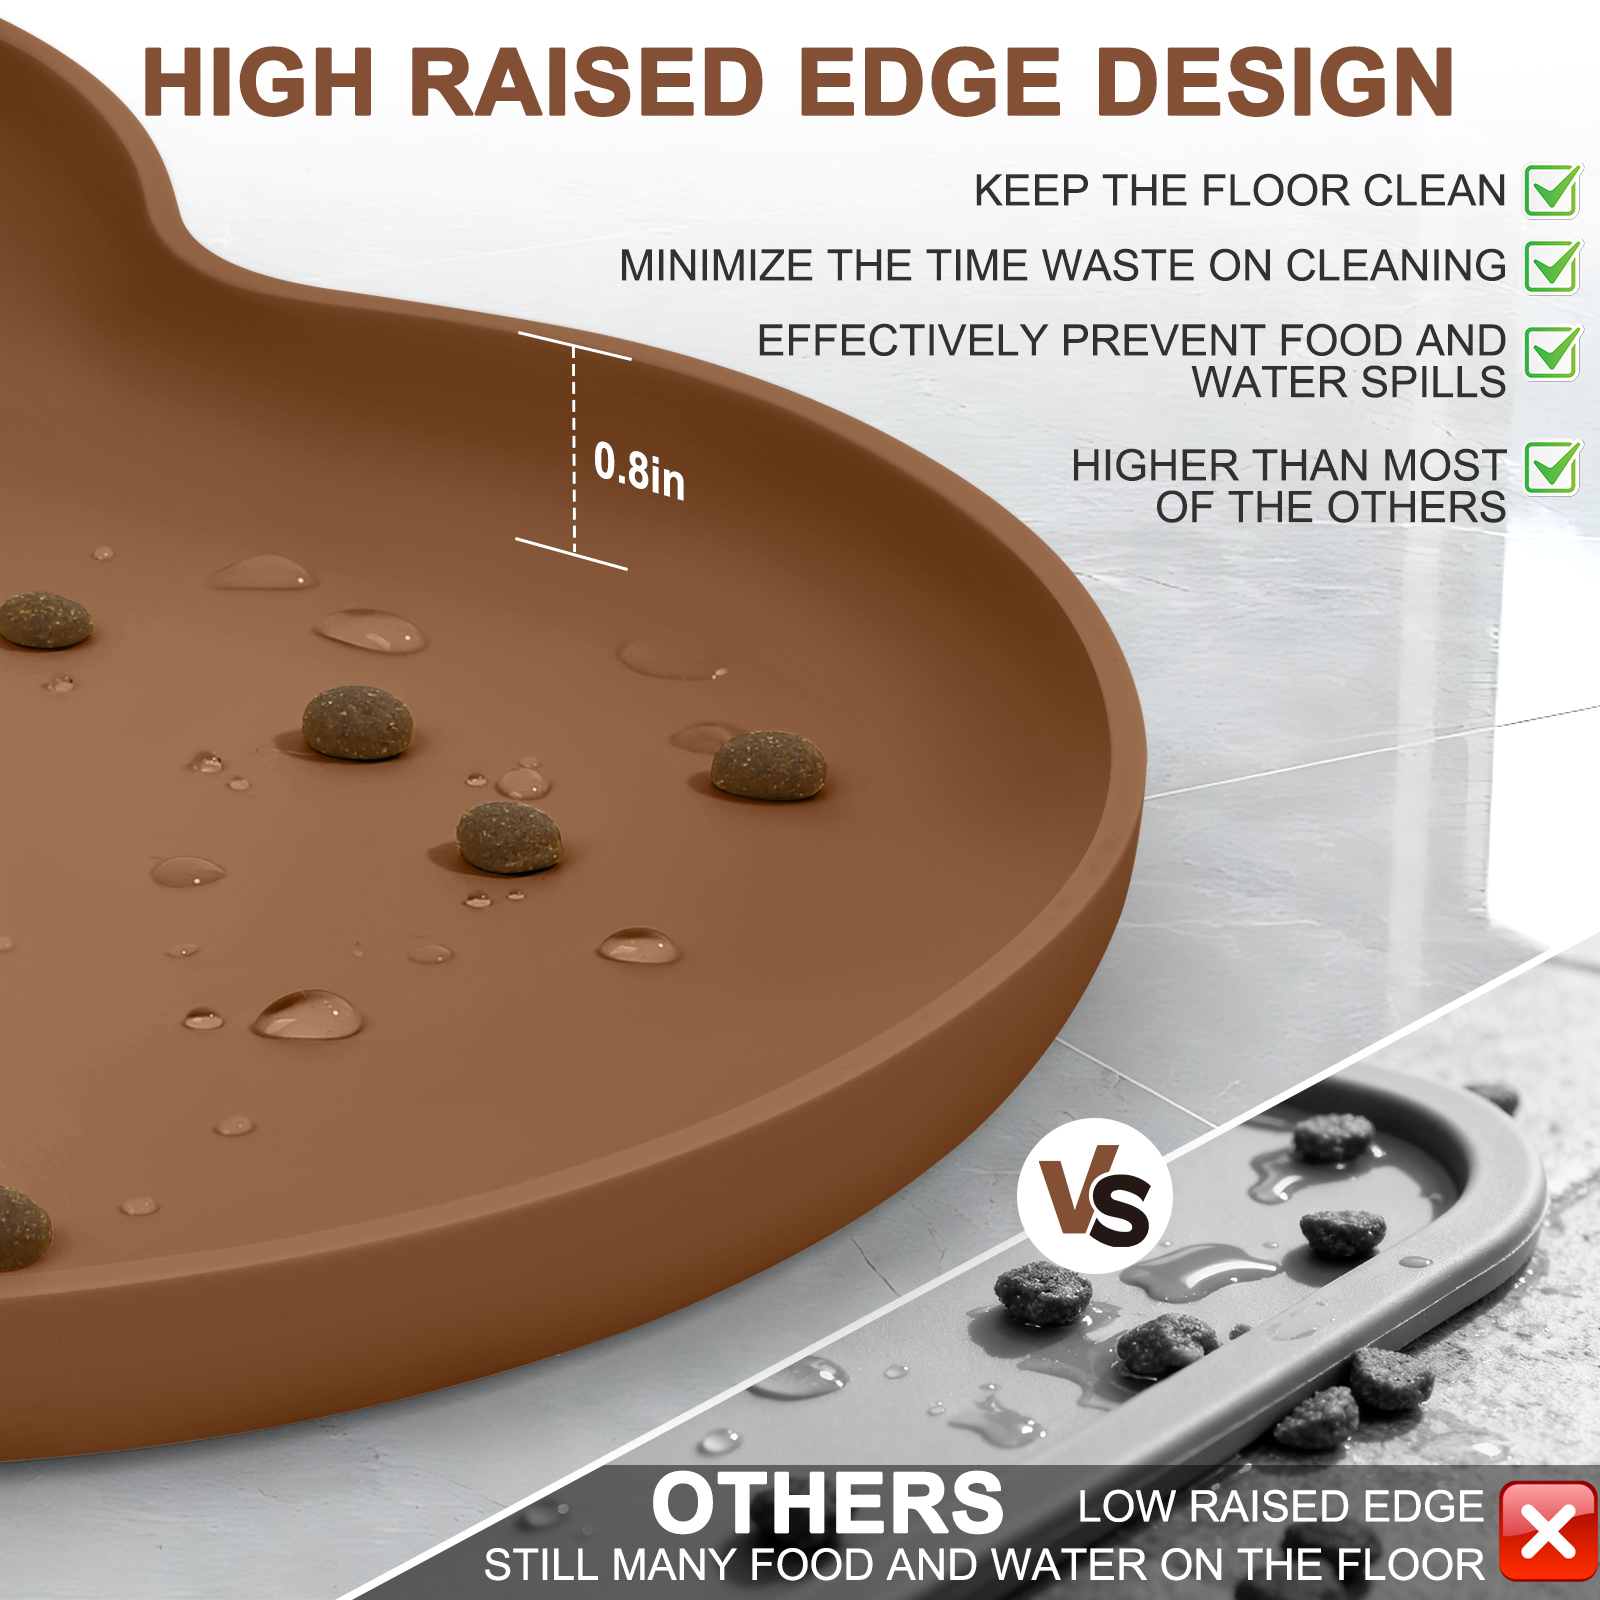 HIGH RAISED EDGE DESIGN
KEEP THE FLOOR CLEAN
MINIMIZE THE TIME WASTE ON CLEANING
EFFECTIVELY PREVENT FOOD AND
WATER SPILLS
HIGHER THAN MOST
OF THE OTHERS
0.8in
VS
OTHERS
LOW RAISED EDGE
STILL MANY FOOD AND WATER ON THE FLOOR